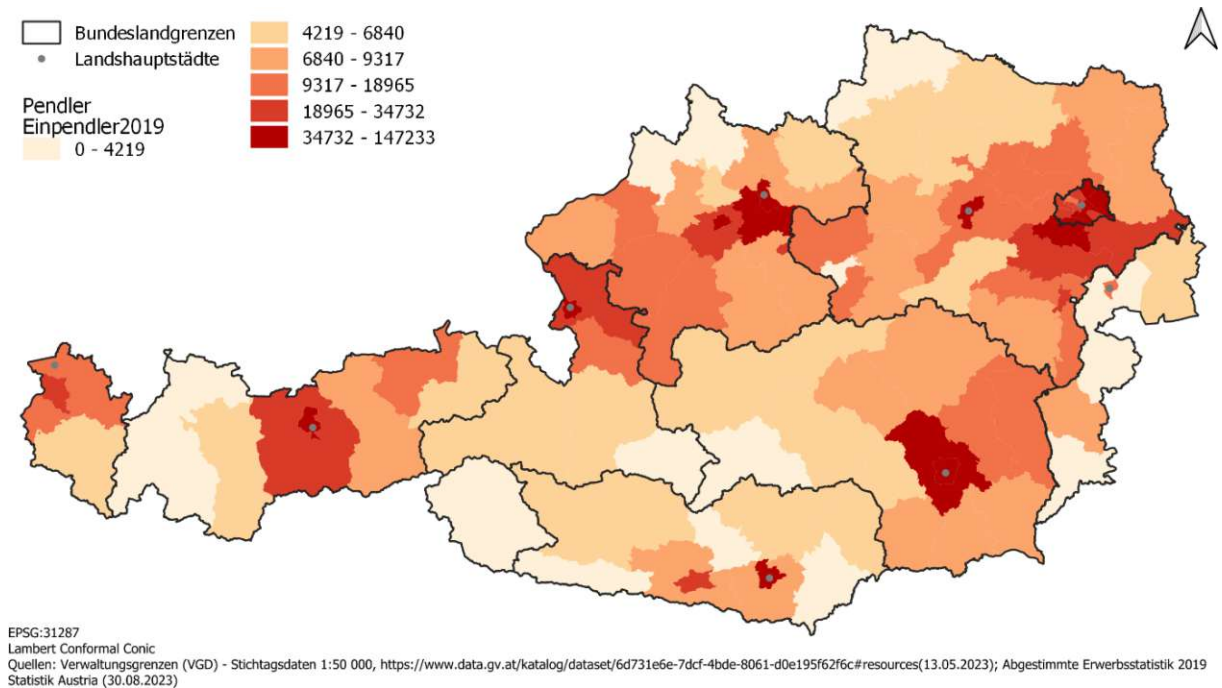 Bundeslandgrenzen
Landshauptstädte
Pendler
Einpendler2019
0 - 4219
4219 - 6840
6840 - 9317
9317 - 18965
18965 - 34732
34732 - 147233
EPSG:31287
Lambert Conformal Conic
Quellen: Verwaltungsgrenzen (VGD) - Stichtagsdaten 1:50 000, https://www.data.gv.at/katalog/dataset/6d731e6e-7dcf-4bde-8061-d0e195f62f6c#resources(13.05.2023); Abgestimmte Erwerbsstatistik 2019
Statistik Austria (30.08.2023)